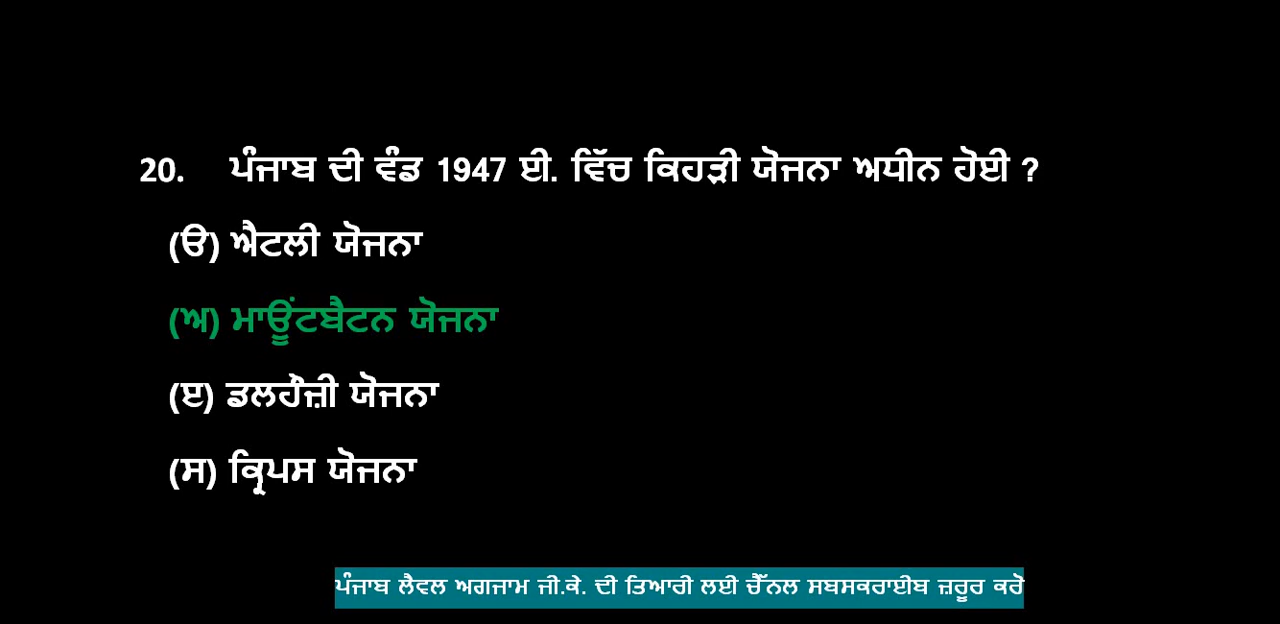 20. ਪੰਜਾਬ ਦੀ ਵੰਡ 1947 ਈ. ਵਿੱਚ ਕਿਹੜੀ ਯੋਜਨਾ ਅਧੀਨ ਹੋਈ ?
(ੳ) ਐਟਲੀ ਯੋਜਨਾ
(ਅ) ਮਾਊਂਟਬੈਟਨ ਯੋਜਨਾ
(ੲ) ਡਲਹੌਜ਼ੀ ਯੋਜਨਾ
(ਸ) ਕ੍ਰਿਪਸ ਯੋਜਨਾ
ਪੰਜਾਬ ਲੈਵਲ ਅਗਜਾਮ ਜੀ.ਕੇ. ਦੀ ਤਿਆਰੀ ਲਈ ਚੈੱਨਲ ਸਬਸਕਰਾਈਬ ਜ਼ਰੂਰ ਕਰੋ